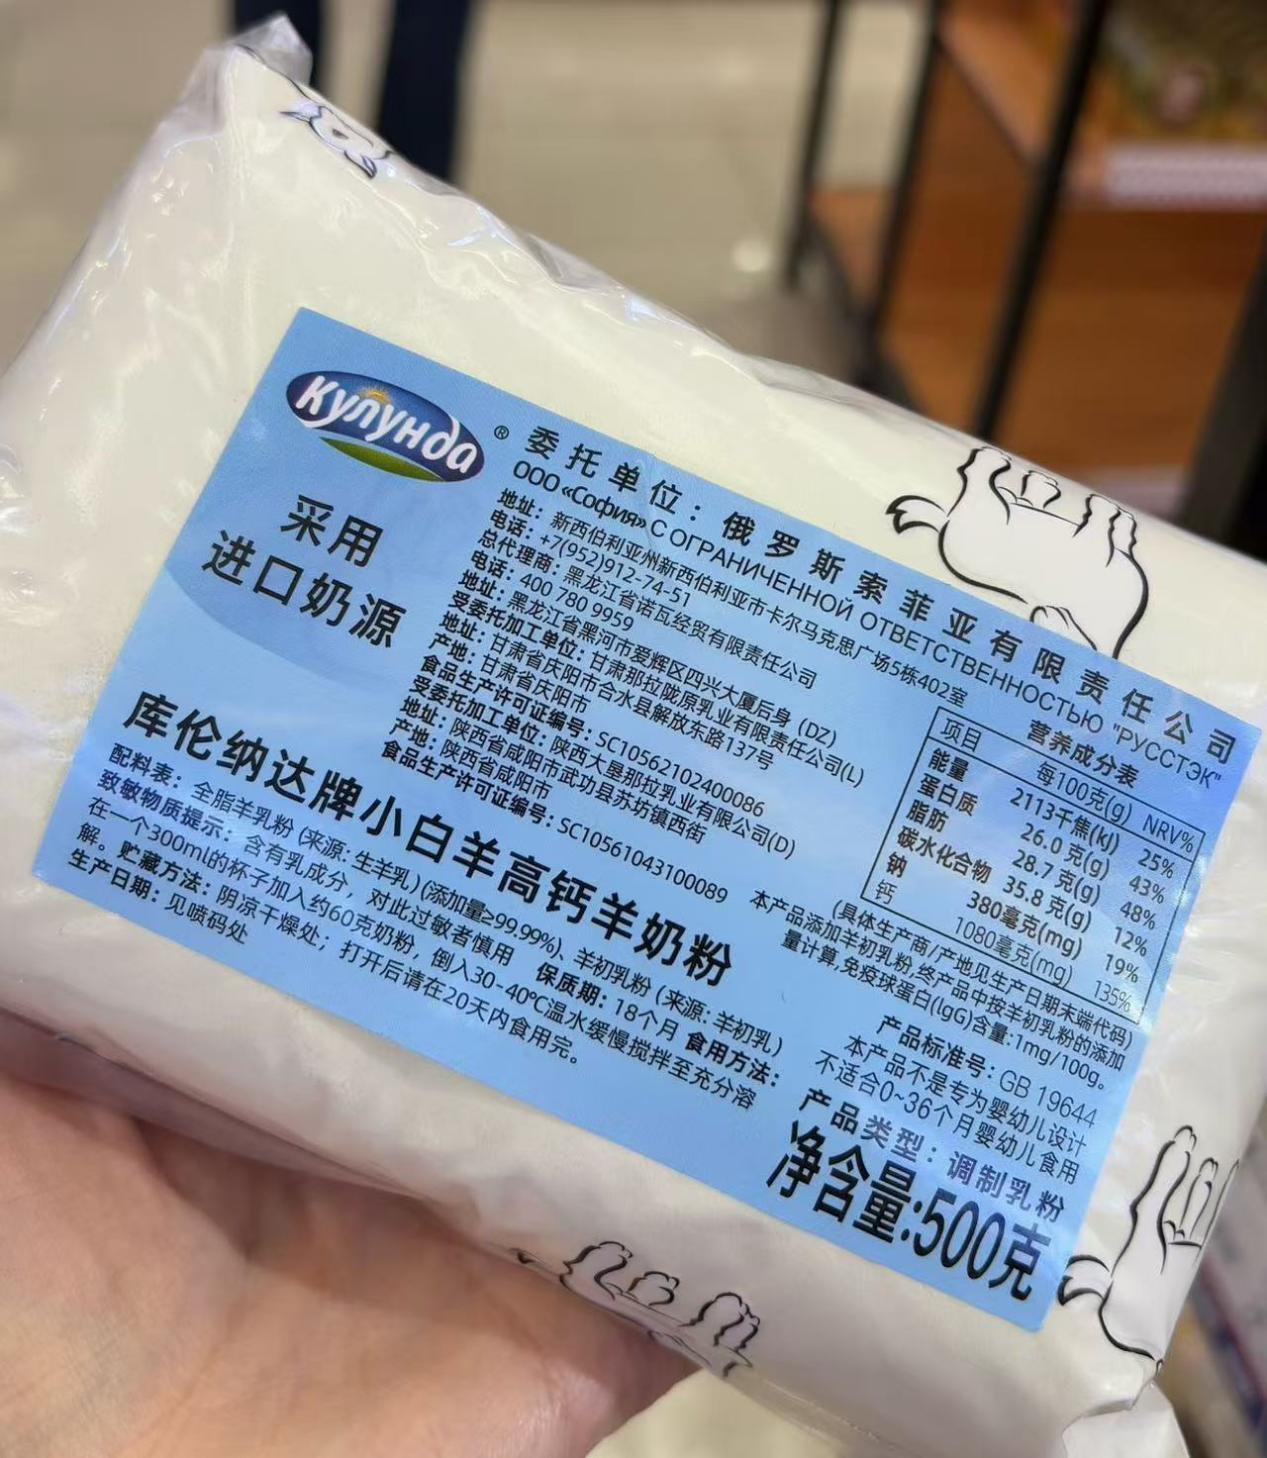 Кулунда
®
采用
进口奶源
委托单位：俄罗斯索菲亚有限责任公司
ООО «София» С ОГРАНИЧЕННОЙ ОТВЕТСТВЕННОСТЬЮ "РУССТЭК"
地址：新西伯利亚州新西伯利亚市卡尔马克思广场5栋402室
电话：+7(952)912-74-51
总代理商：黑龙江省诺瓦经贸有限责任公司
电话：400 780 9959
地址：黑龙江省黑河市爱辉区四兴大厦后身 (DZ)
受委托加工单位：甘肃那拉陇原乳业有限责任公司(L)
地址：甘肃省庆阳市合水县解放东路137号
产地：甘肃省庆阳市
食品生产许可证编号：SC10562102400086
受委托加工单位：陕西大垦那拉乳业有限公司(D)
地址：陕西省咸阳市武功县苏坊镇西街
产地：陕西省咸阳市
食品生产许可证编号：SC10561043100089
营养成分表
项目 每100克(g) NRV%
能量 2113千焦(kJ) 25%
蛋白质 26.0 克(g) 43%
脂肪 28.7 克(g) 48%
碳水化合物 35.8 克(g) 12%
钠 380毫克(mg) 19%
钙 1080毫克(mg) 135%
库伦纳达牌小白羊高钙羊奶粉
配料表：全脂羊乳粉 (来源: 生羊乳) (添加量≥99.99%)、羊初乳粉 (来源: 羊初乳)
致敏物质提示：含有乳成分，对此过敏者慎用 保质期：18个月 食用方法：
在一个300ml的杯子加入约60克奶粉，倒入30-40℃温水缓慢搅拌至充分溶
解。贮藏方法：阴凉干燥处；打开后请在20天内食用完。
生产日期：见喷码处
(具体生产商/产地见生产日期末端代码)
本产品添加羊初乳粉,终产品中按羊初乳粉的添加
量计算,免疫球蛋白(lgG)含量:1mg/100g。
产品标准号：GB 19644
本产品不是专为婴幼儿设计
不适合0~36个月婴幼儿食用
产品类型：调制乳粉
净含量:500克